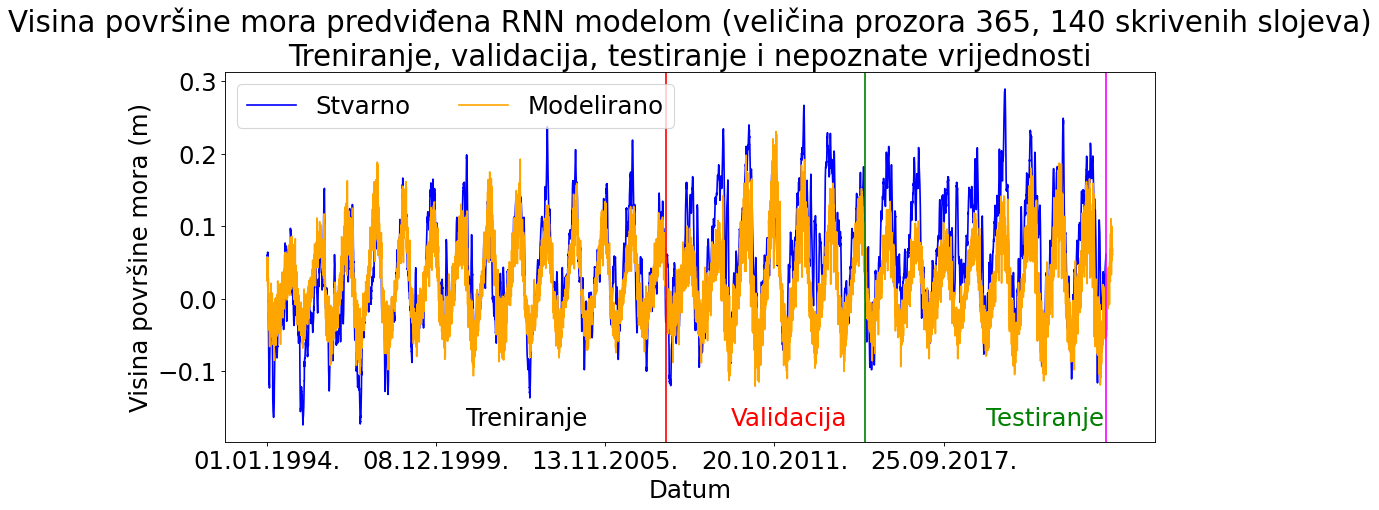 Visina površine mora predviđena RNN modelom (veličina prozora 365, 140 skrivenih slojeva)
Treniranje, validacija, testiranje i nepoznate vrijednosti
Stvarno
Modelirano
Visina površine mora (m)
0.3
0.2
0.1
0.0
−0.1
Treniranje
Validacija
Testiranje
01.01.1994.
08.12.1999.
13.11.2005.
20.10.2011.
25.09.2017.
Datum